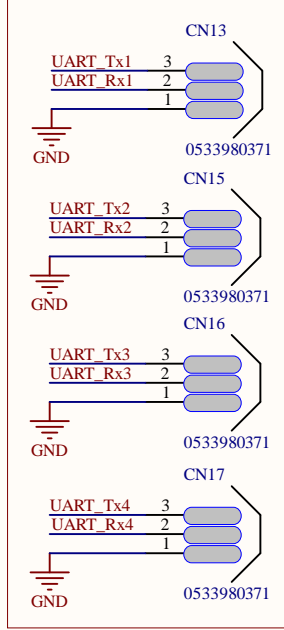 CN13
UART_Tx1 3
UART_Rx1 2
1
GND
0533980371
CN15
UART_Tx2 3
UART_Rx2 2
1
GND
0533980371
CN16
UART_Tx3 3
UART_Rx3 2
1
GND
0533980371
CN17
UART_Tx4 3
UART_Rx4 2
1
GND
0533980371